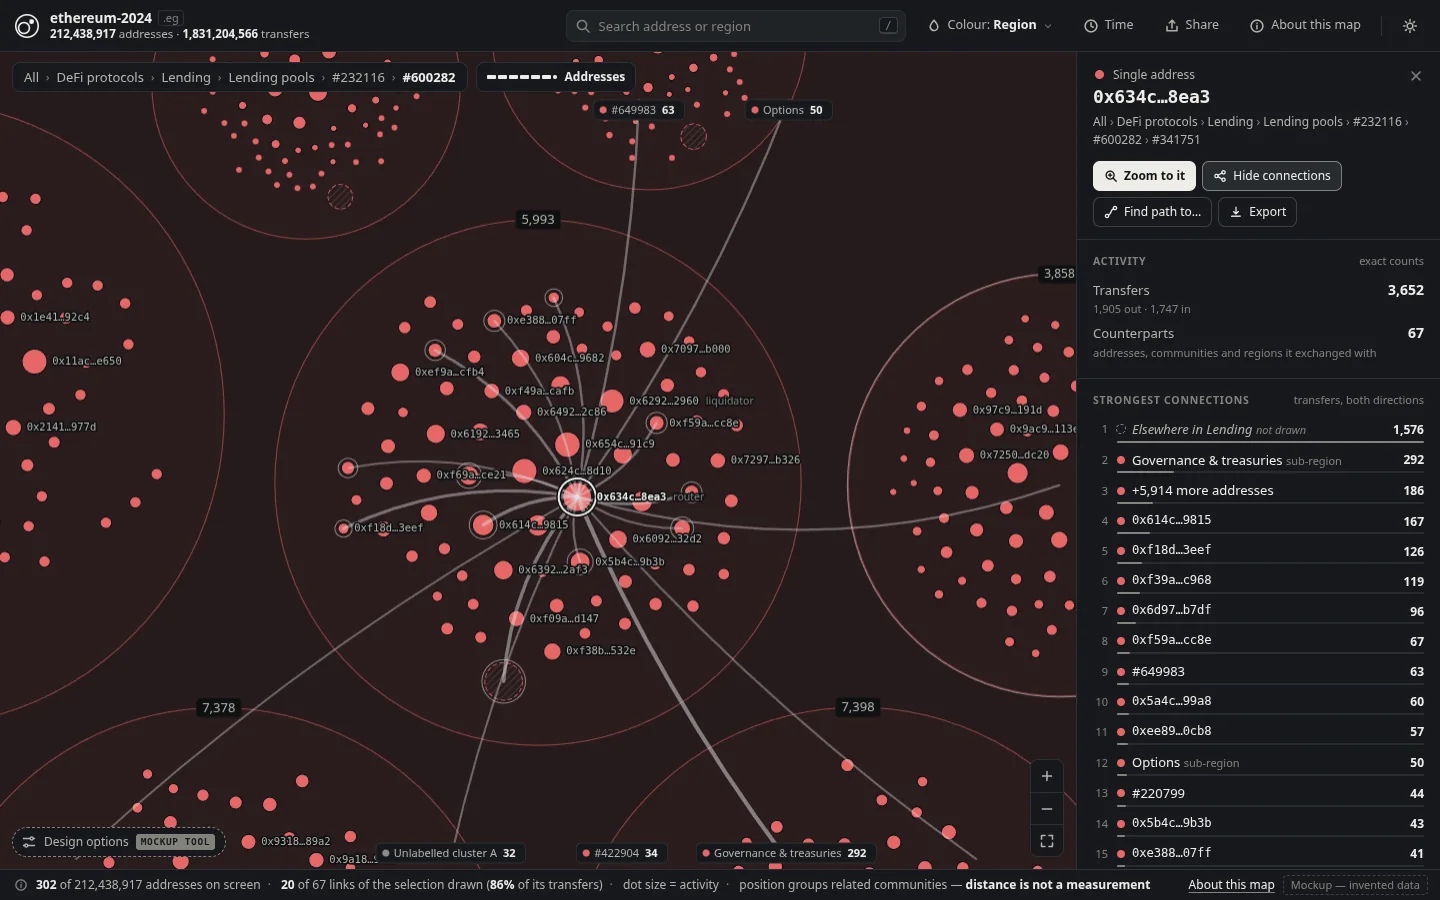 ethereum-2024 .eg
212,438,917 addresses · 1,831,204,566 transfers
Search address or region /
Colour: Region
Time
Share
About this map
All › DeFi protocols › Lending › Lending pools › #232116 › #600282
Addresses
#649983 63
Options 50
5,993
3,858
7,378
7,398
0x1e41…92c4
0x11ac…e650
0x2141…977d
0xe388…07ff
0x604c…9682
0x7097…b000
0xef9a…cfb4
0xf49a…cafb
0x6292…2960 liquidator
0x6492…2c86
0xf59a…cc8e
0x6192…3465
0x654c…91c9
0x7297…b326
0xf69a…ce21
0x624c…8d10
0x634c…8ea3 router
0xf18d…3eef
0x614c…9815
0x6092…32d2
0x5b4c…9b3b
0x6392…2af3
0xf09a…d147
0xf38b…532e
0x97c9…191d
0x9ac9…113e
0x7250…dc20
0x9318…89a2
0x9a18…
Design options MOCKUP TOOL
Unlabelled cluster A 32
#422904 34
Governance & treasuries 292
Single address
0x634c…8ea3
All › DeFi protocols › Lending › Lending pools › #232116 ›
#600282 › #341751
Zoom to it
Hide connections
Find path to…
Export
ACTIVITY exact counts
Transfers 3,652
1,905 out · 1,747 in
Counterparts 67
addresses, communities and regions it exchanged with
STRONGEST CONNECTIONS transfers, both directions
1 Elsewhere in Lending not drawn 1,576
2 Governance & treasuries sub-region 292
3 +5,914 more addresses 186
4 0x614c…9815 167
5 0xf18d…3eef 126
6 0xf39a…c968 119
7 0x6d97…b7df 96
8 0xf59a…cc8e 67
9 #649983 63
10 0x5a4c…99a8 60
11 0xee89…0cb8 57
12 Options sub-region 50
13 #220799 44
14 0x5b4c…9b3b 43
15 0xe388…07ff 41
302 of 212,438,917 addresses on screen · 20 of 67 links of the selection drawn (86% of its transfers) · dot size = activity · position groups related communities — distance is not a measurement
About this map
Mockup — invented data